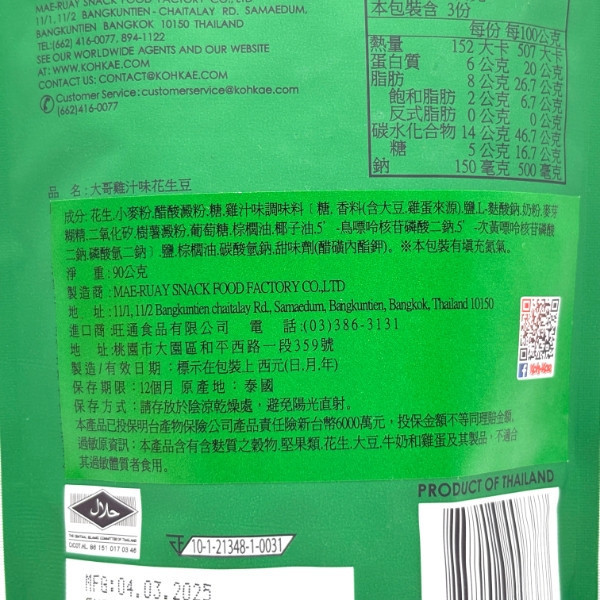 MAE-RUAY SNACK FOOD FACTORY CO.,LTD
11/1, 11/2 BANGKUNTIEN- CHAITALAY RD. SAMAEDUM,
BANGKUNTIEN BANGKOK 10150 THAILAND
TEL:(662) 416-0077, 894-1122
SEE OUR WORLDWIDE AGENTS AND OUR WEBSITE
AT: WWW.KOHKAE.COM
CONTACT US: CONTACT@KOHKAE.COM
Customer Service: customerservice@kohkae.com
(662)416-0077
本包裝含 3份
每份 每100公克
熱量 152 大卡 507 大卡
蛋白質 6 公克 20 公克
脂肪 8 公克 26.7 公克
飽和脂肪 2 公克 6.7 公克
反式脂肪 0 公克 0 公克
碳水化合物 14 公克 46.7 公克
糖 5 公克 16.7 公克
鈉 150 毫克 500 毫克
品 名:大哥雞汁味花生豆
成分:花生,小麥粉,醋酸澱粉,糖,雞汁味調味料﹝糖,香料(含大豆,雞蛋來源),鹽,L-麩酸鈉,奶粉,麥芽
糊精,二氧化矽,樹薯澱粉,葡萄糖,棕櫚油,椰子油,5'-鳥嘌呤核苷磷酸二鈉,5'-次黃嘌呤核苷磷酸
二鈉,磷酸氫二鈉﹞,鹽,棕櫚油,碳酸氫鈉,甜味劑(醋磺內酯鉀)。※本包裝有填充氮氣。
淨 重:90公克
製造商:MAE-RUAY SNACK FOOD FACTORY CO.,LTD
地 址:11/1, 11/2 Bangkuntien chaitalay Rd., Samaedum, Bangkuntien, Bangkok, Thailand 10150
進口商:旺通食品有限公司 電 話:(03)386-3131
地 址:桃園市大園區和平西路一段359號
製造/有效日期:標示在包裝上 西元(日.月.年)
保存期限:12個月 原產地:泰國
保存方式:請存放於陰涼乾燥處,避免陽光直射。
本產品已投保明台產物保險公司產品責任險新台幣6000萬元,投保金額不等同理賠金額.
過敏原資訊:本產品含有含麩質之穀物,堅果類,花生,大豆,牛奶和雞蛋及其製品,不適合
其過敏體質者食用。
PRODUCT OF THAILAND
حلال
THE CENTRAL ISLAMIC COMMITTEE OF THAILAND
CICOT.HL. 86 I51 017 03 46
10-1-21348-1-0031
MFG:04.03.2025